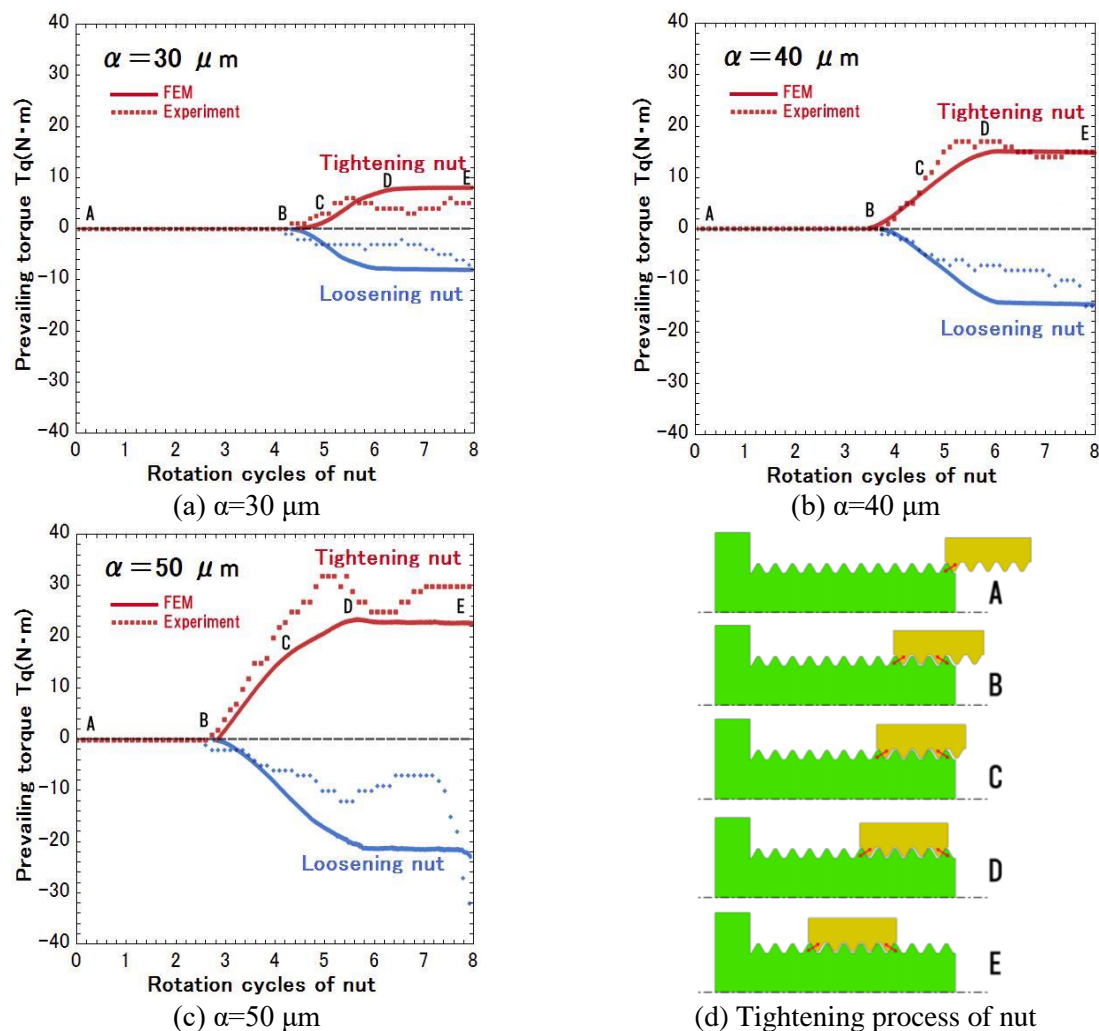 α＝30 μm
FEM
Experiment
Tightening nut
Loosening nut
A
B
C
D
E
Prevailing torque Tq(N・m)
40
30
20
10
0
-10
-20
-30
-40
0 1 2 3 4 5 6 7 8
Rotation cycles of nut
(a) α=30 μm
α＝40 μm
FEM
Experiment
Tightening nut
Loosening nut
A
B
C
D
E
Prevailing torque Tq(N・m)
40
30
20
10
0
-10
-20
-30
-40
0 1 2 3 4 5 6 7 8
Rotation cycles of nut
(b) α=40 μm
α＝50 μm
FEM
Experiment
Tightening nut
Loosening nut
A
B
C
D
E
Prevailing torque Tq(N・m)
40
30
20
10
0
-10
-20
-30
-40
0 1 2 3 4 5 6 7 8
Rotation cycles of nut
(c) α=50 μm
A
B
C
D
E
(d) Tightening process of nut